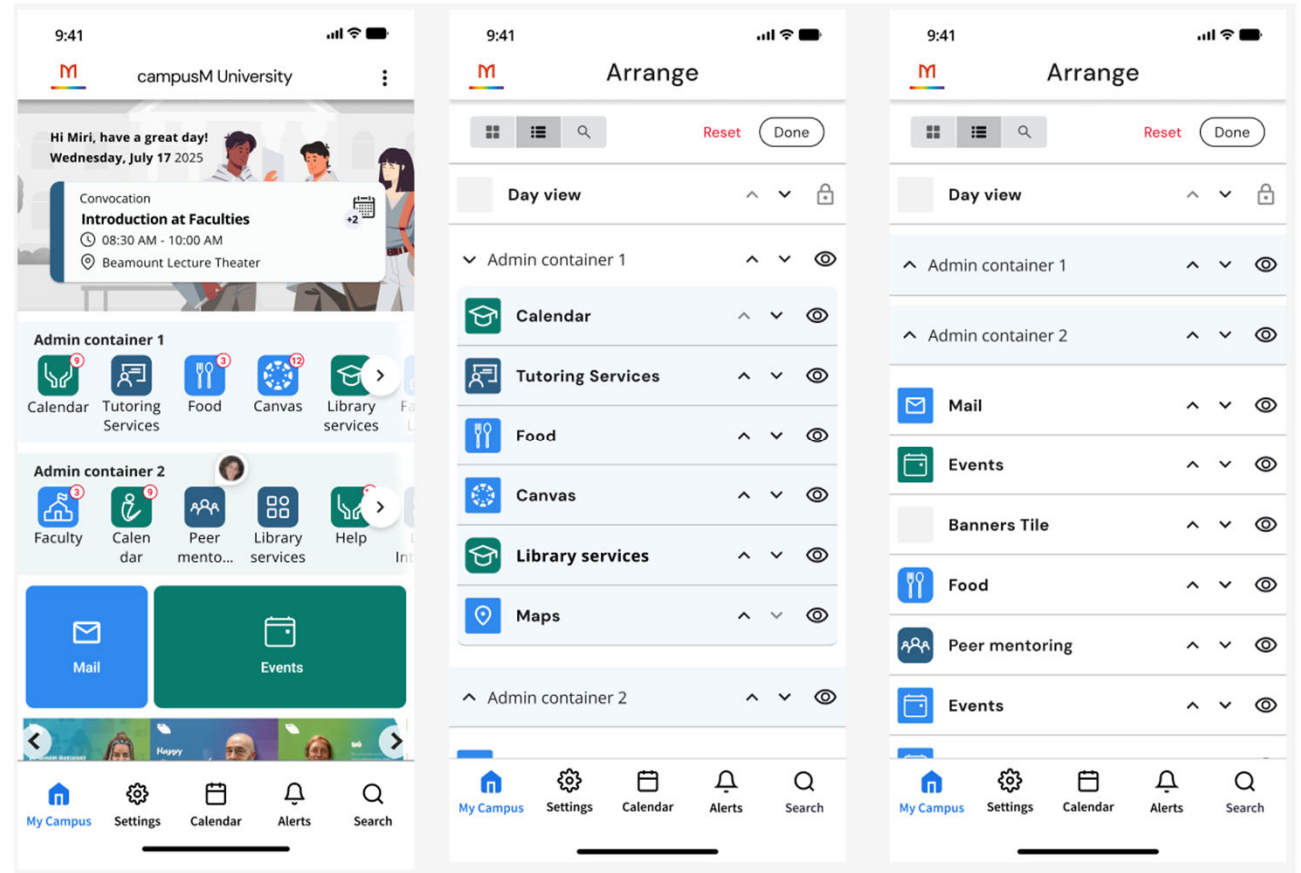 9:41
campusM University
Hi Miri, have a great day!
Wednesday, July 17 2025
Convocation
Introduction at Faculties
+2
08:30 AM - 10:00 AM
Beamount Lecture Theater
Admin container 1
9
3
12
Calendar
Tutoring
Services
Food
Canvas
Library
services
Fa
L
Admin container 2
3
9
Faculty
Calen
dar
Peer
mento...
Library
services
Help
Int
Mail
Events
Happy
My Campus
Settings
Calendar
Alerts
Search
9:41
Arrange
Reset
Done
Day view
Admin container 1
Calendar
Tutoring Services
Food
Canvas
Library services
Maps
Admin container 2
My Campus
Settings
Calendar
Alerts
Search
9:41
Arrange
Reset
Done
Day view
Admin container 1
Admin container 2
Mail
Events
Banners Tile
Food
Peer mentoring
Events
My Campus
Settings
Calendar
Alerts
Search